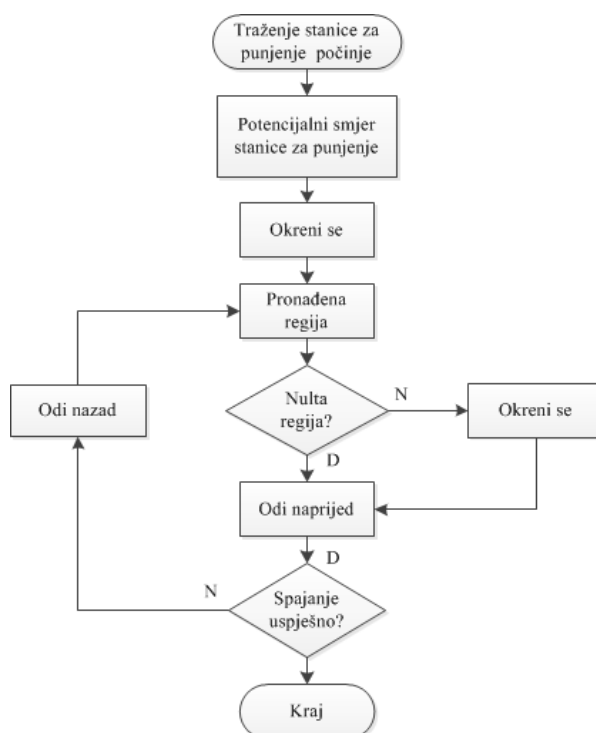 Traženje stanice za
punjenje počinje
Potencijalni smjer
stanice za punjenje
Okreni se
Pronađena
regija
Odi nazad
Nulta
regija?
N
Okreni se
D
Odi naprijed
D
N
Spajanje
uspješno?
Kraj